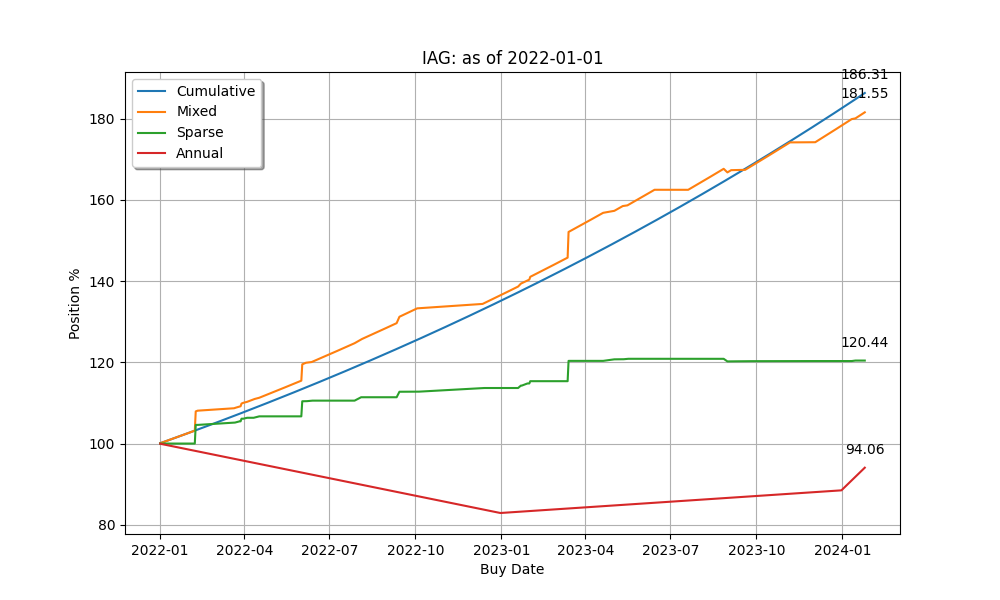 IAG: as of 2022-01-01
186.31
181.55
120.44
94.06
Cumulative
Mixed
Sparse
Annual
Position %
180
160
140
120
100
80
2022-01 2022-04 2022-07 2022-10 2023-01 2023-04 2023-07 2023-10 2024-01
Buy Date